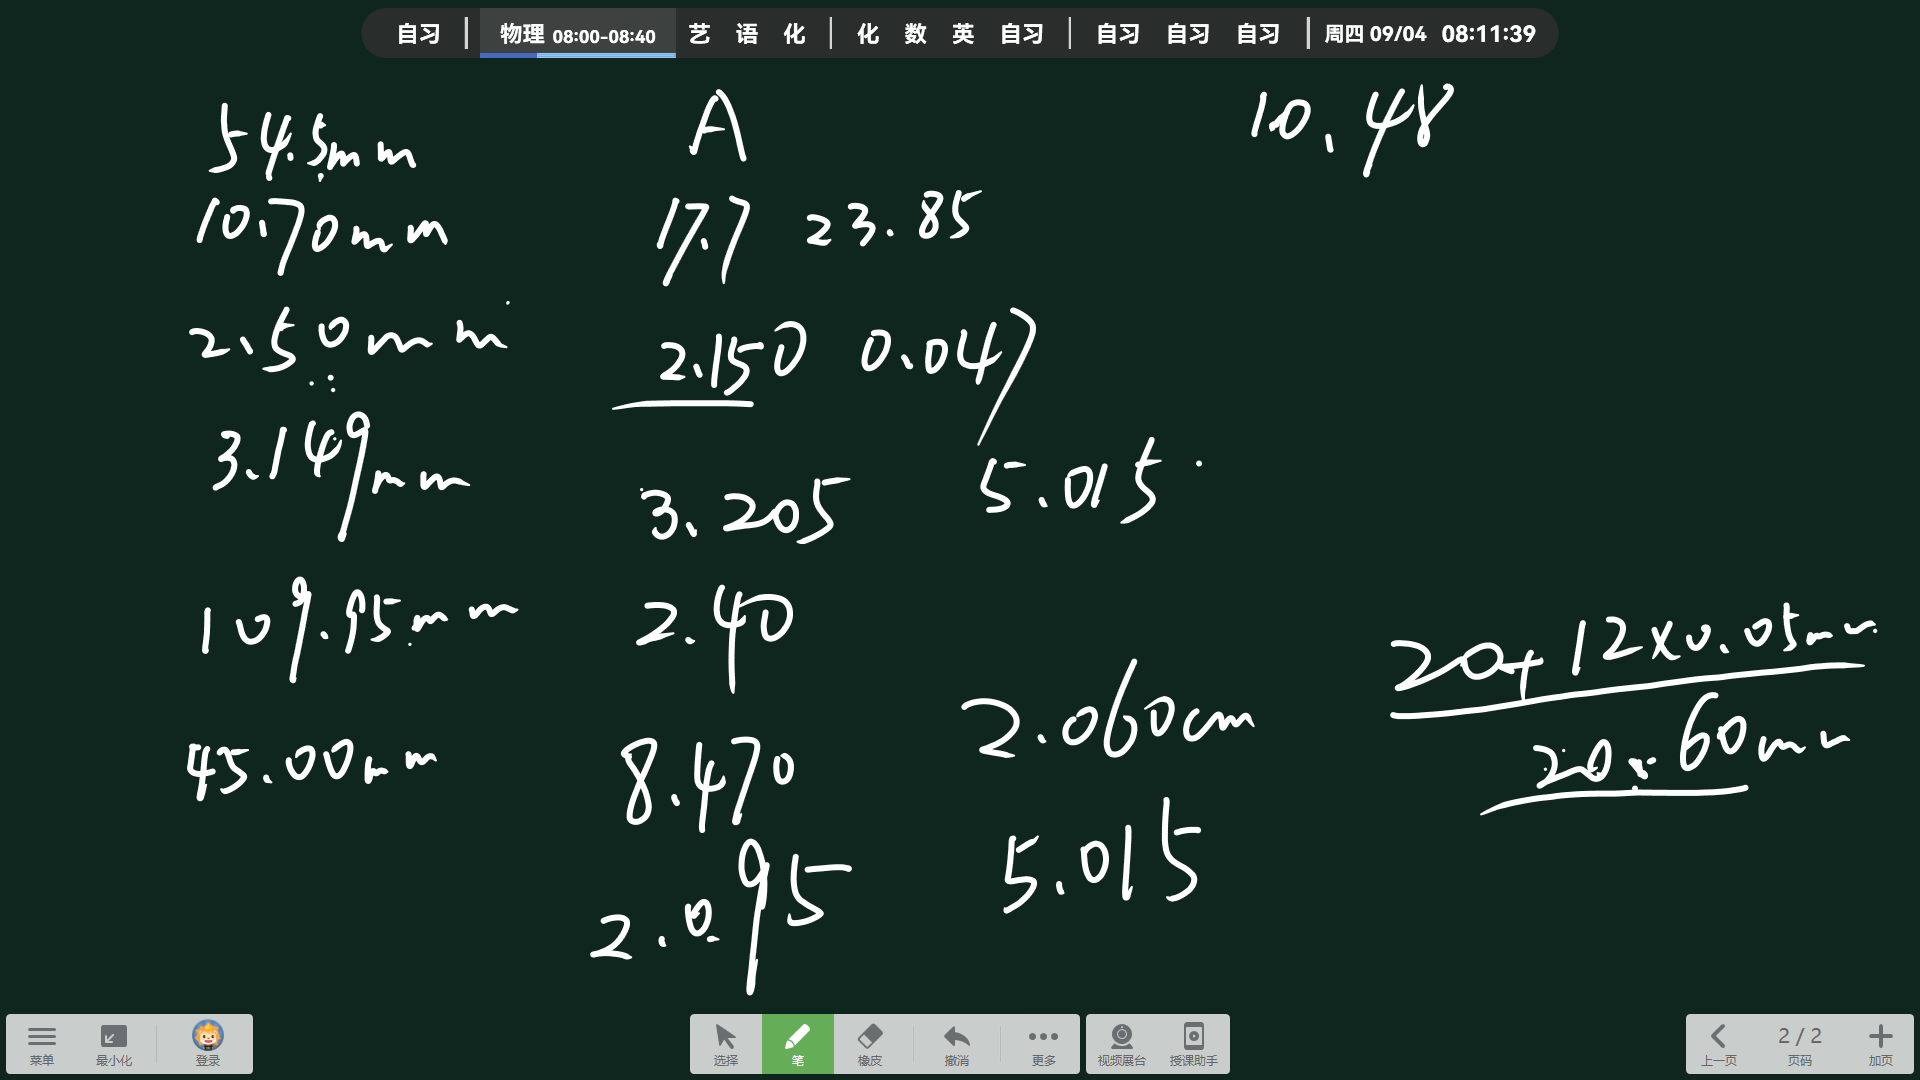 自习 | 物理 08:00-08:40 艺 语 化 | 化 数 英 自习 | 自习 自习 自习 | 周四 09/04 08:11:39
54.5mm
10.70mm
2.50mm
3.149mm
109.95mm
45.00mm
A
17.7 23.85
2.150 0.047
3.205 5.015
2.40
8.470
2.095
2.060cm
5.015
10.48
20+12×0.05mm
20.60mm
菜单 最小化 登录
选择 笔 橡皮 撤消 更多
视频展台 授课助手
上一页 2 / 2 页码 加页